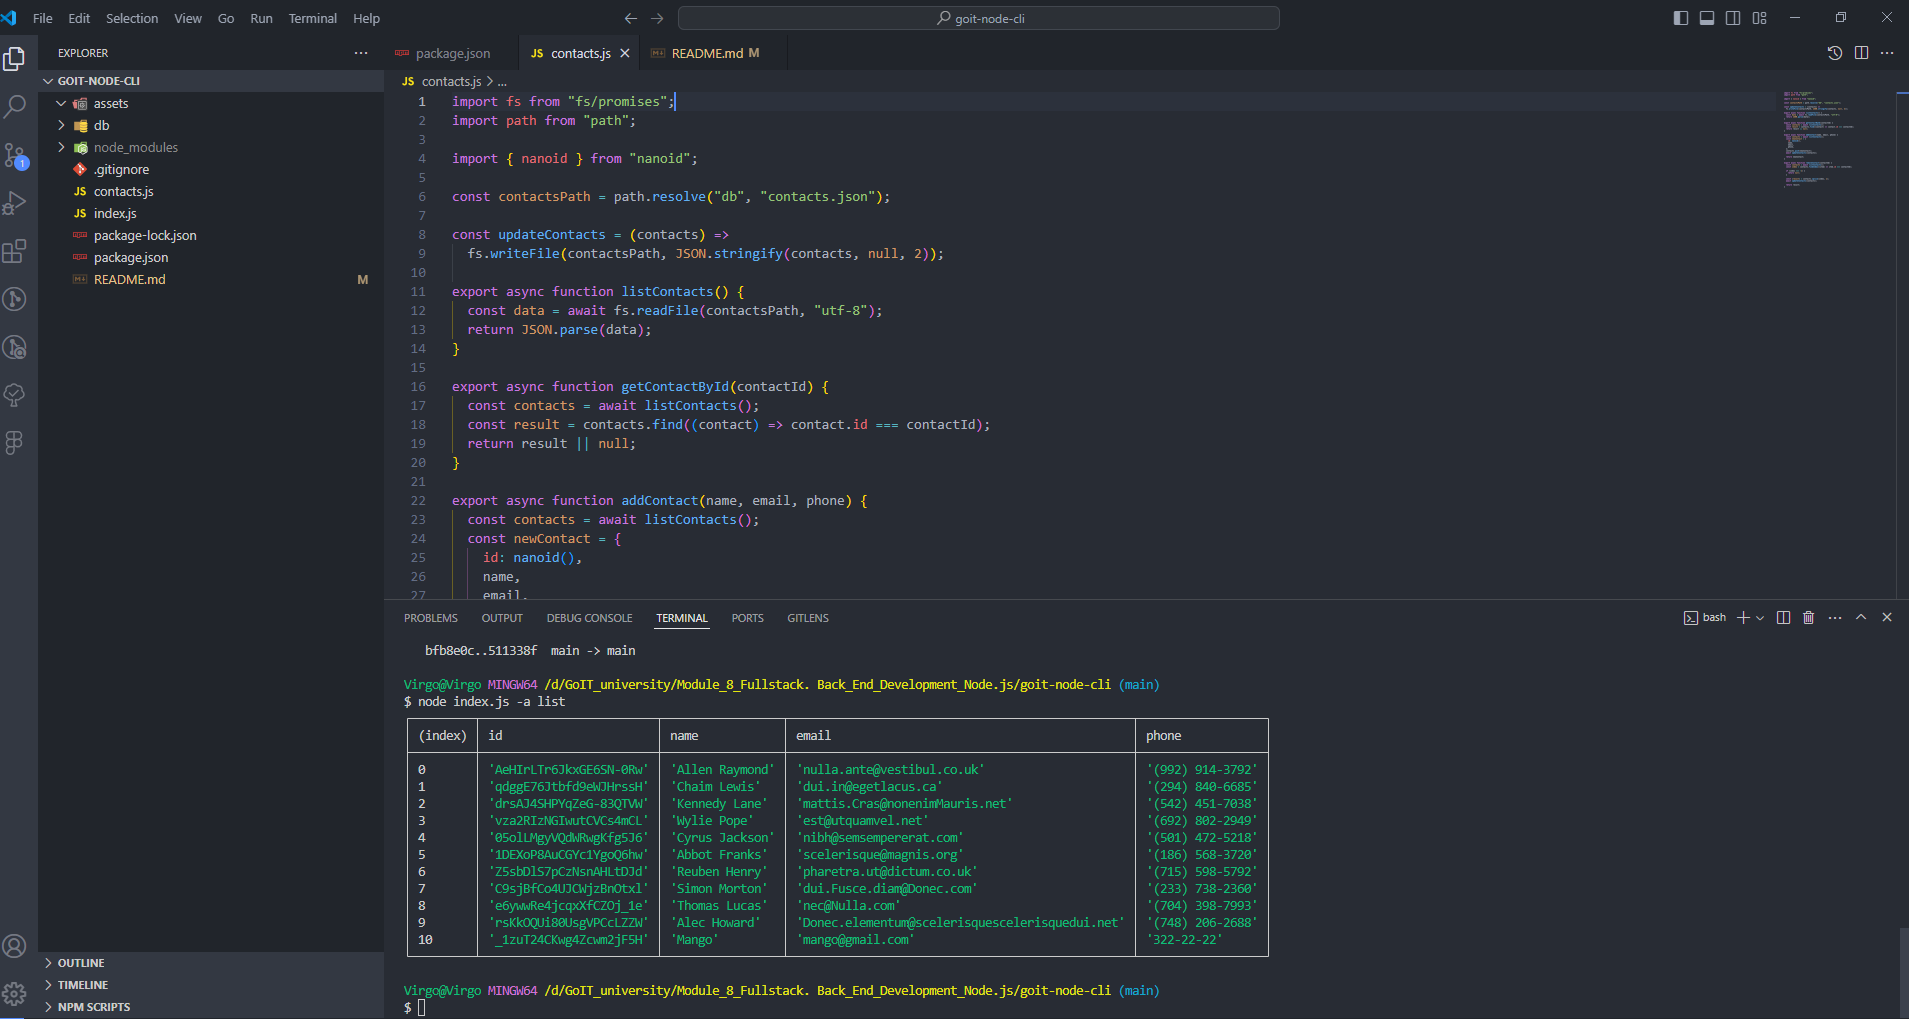 File Edit Selection View Go Run Terminal Help
goit-node-cli
EXPLORER
GOIT-NODE-CLI
assets
db
node_modules
.gitignore
JS contacts.js
JS index.js
package-lock.json
package.json
README.md M
1
OUTLINE
TIMELINE
NPM SCRIPTS
package.json JS contacts.js README.md M
JS contacts.js > ...
1 import fs from "fs/promises";
2 import path from "path";
3
4 import { nanoid } from "nanoid";
5
6 const contactsPath = path.resolve("db", "contacts.json");
7
8 const updateContacts = (contacts) =>
9 fs.writeFile(contactsPath, JSON.stringify(contacts, null, 2));
10
11 export async function listContacts() {
12 const data = await fs.readFile(contactsPath, "utf-8");
13 return JSON.parse(data);
14 }
15
16 export async function getContactById(contactId) {
17 const contacts = await listContacts();
18 const result = contacts.find((contact) => contact.id === contactId);
19 return result || null;
20 }
21
22 export async function addContact(name, email, phone) {
23 const contacts = await listContacts();
24 const newContact = {
25 id: nanoid(),
26 name,
27 email,
PROBLEMS OUTPUT DEBUG CONSOLE TERMINAL PORTS GITLENS
bash
bfb8e0c..511338f main -> main
Virgo@Virgo MINGW64 /d/GoIT_university/Module_8_Fullstack. Back_End_Development_Node.js/goit-node-cli (main)
$ node index.js -a list
(index) id name email phone
0 'AeHIrLTr6JkxGE6SN-0Rw' 'Allen Raymond' 'nulla.ante@vestibul.co.uk' '(992) 914-3792'
1 'qdggE76Jtbfd9eWJHrssH' 'Chaim Lewis' 'dui.in@egetlacus.ca' '(294) 840-6685'
2 'drsAJ4SHPYqZeG-83QTVW' 'Kennedy Lane' 'mattis.Cras@nonenimMauris.net' '(542) 451-7038'
3 'vza2RIzNGIwutCVCs4mCL' 'Wylie Pope' 'est@utquamvel.net' '(692) 802-2949'
4 '05olLMgyVQdWRwgKfg5J6' 'Cyrus Jackson' 'nibh@semsempererat.com' '(501) 472-5218'
5 '1DEXoP8AuCGYc1YgoQ6hw' 'Abbot Franks' 'scelerisque@magnis.org' '(186) 568-3720'
6 'Z5sbDlS7pCzNsnAHLtDJd' 'Reuben Henry' 'pharetra.ut@dictum.co.uk' '(715) 598-5792'
7 'C9sjBfCo4UJCWjzBnOtxl' 'Simon Morton' 'dui.Fusce.diam@Donec.com' '(233) 738-2360'
8 'e6ywwRe4jcqxXfCZOj_1e' 'Thomas Lucas' 'nec@Nulla.com' '(704) 398-7993'
9 'rsKkOQUi80UsgVPCcLZZW' 'Alec Howard' 'Donec.elementum@scelerisquescelerisquedui.net' '(748) 206-2688'
10 '_1zuT24CKwg4Zcwm2jF5H' 'Mango' 'mango@gmail.com' '322-22-22'
Virgo@Virgo MINGW64 /d/GoIT_university/Module_8_Fullstack. Back_End_Development_Node.js/goit-node-cli (main)
$